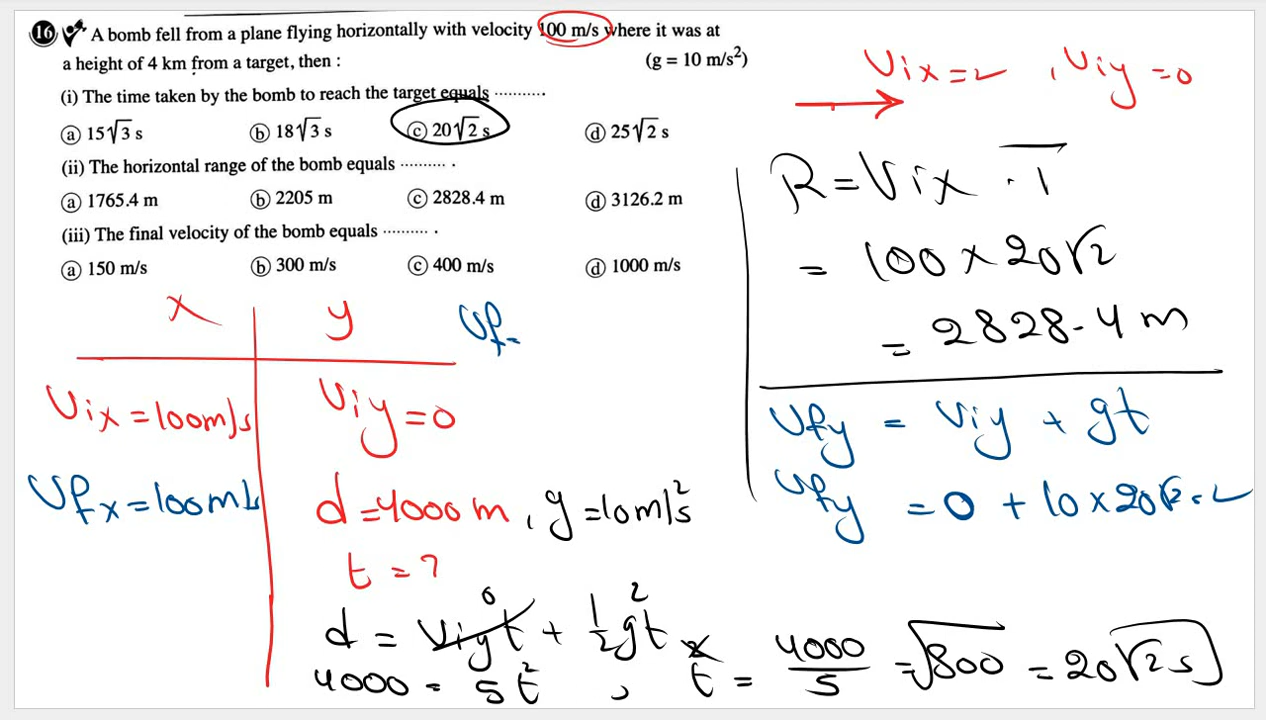 16 A bomb fell from a plane flying horizontally with velocity 100 m/s where it was at
a height of 4 km from a target, then : (g = 10 m/s²)
(i) The time taken by the bomb to reach the target equals ..........
ⓐ 15√3 s ⓑ 18√3 s ⓒ 20√2 s ⓓ 25√2 s
(ii) The horizontal range of the bomb equals .......... .
ⓐ 1765.4 m ⓑ 2205 m ⓒ 2828.4 m ⓓ 3126.2 m
(iii) The final velocity of the bomb equals .......... .
ⓐ 150 m/s ⓑ 300 m/s ⓒ 400 m/s ⓓ 1000 m/s
x y Uf=
Vix = 100 m/s Viy = 0
Ufx = 100 m/s d = 4000 m , g = 10 m/s²
t = ?
d = Viyt 0 + ½gt²
4000 = 5t² , t = 4000/5 = √800 = 20√2 s
Vix = ✓ , Viy = 0
R = Vix · T
= 100 × 20√2
= 2828.4 m
Ufy = Viy + gt
Ufy = 0 + 10 × 20√2 = ✓